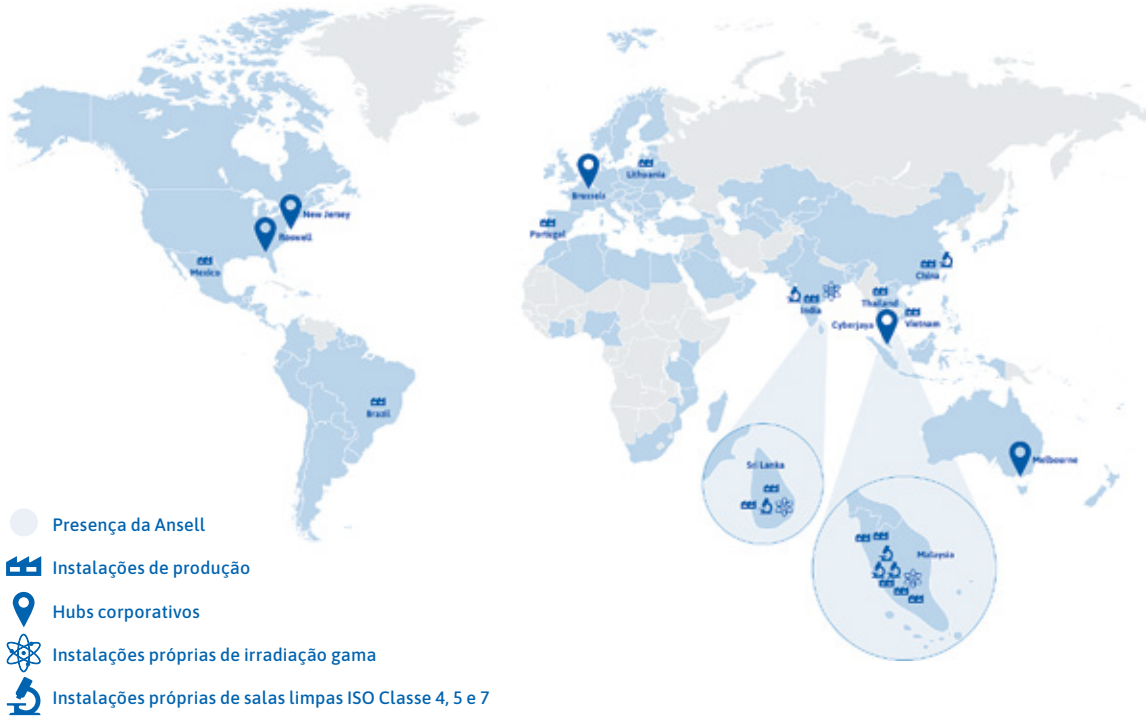 Lithuania
Brussels
New Jersey
Portugal
Roswell
Mexico
China
Thailand
India
Cyberjaya
Vietnam
Brazil
Melbourne
Sri Lanka
Malaysia
Presença da Ansell
Instalações de produção
Hubs corporativos
Instalações próprias de irradiação gama
Instalações próprias de salas limpas ISO Classe 4, 5 e 7